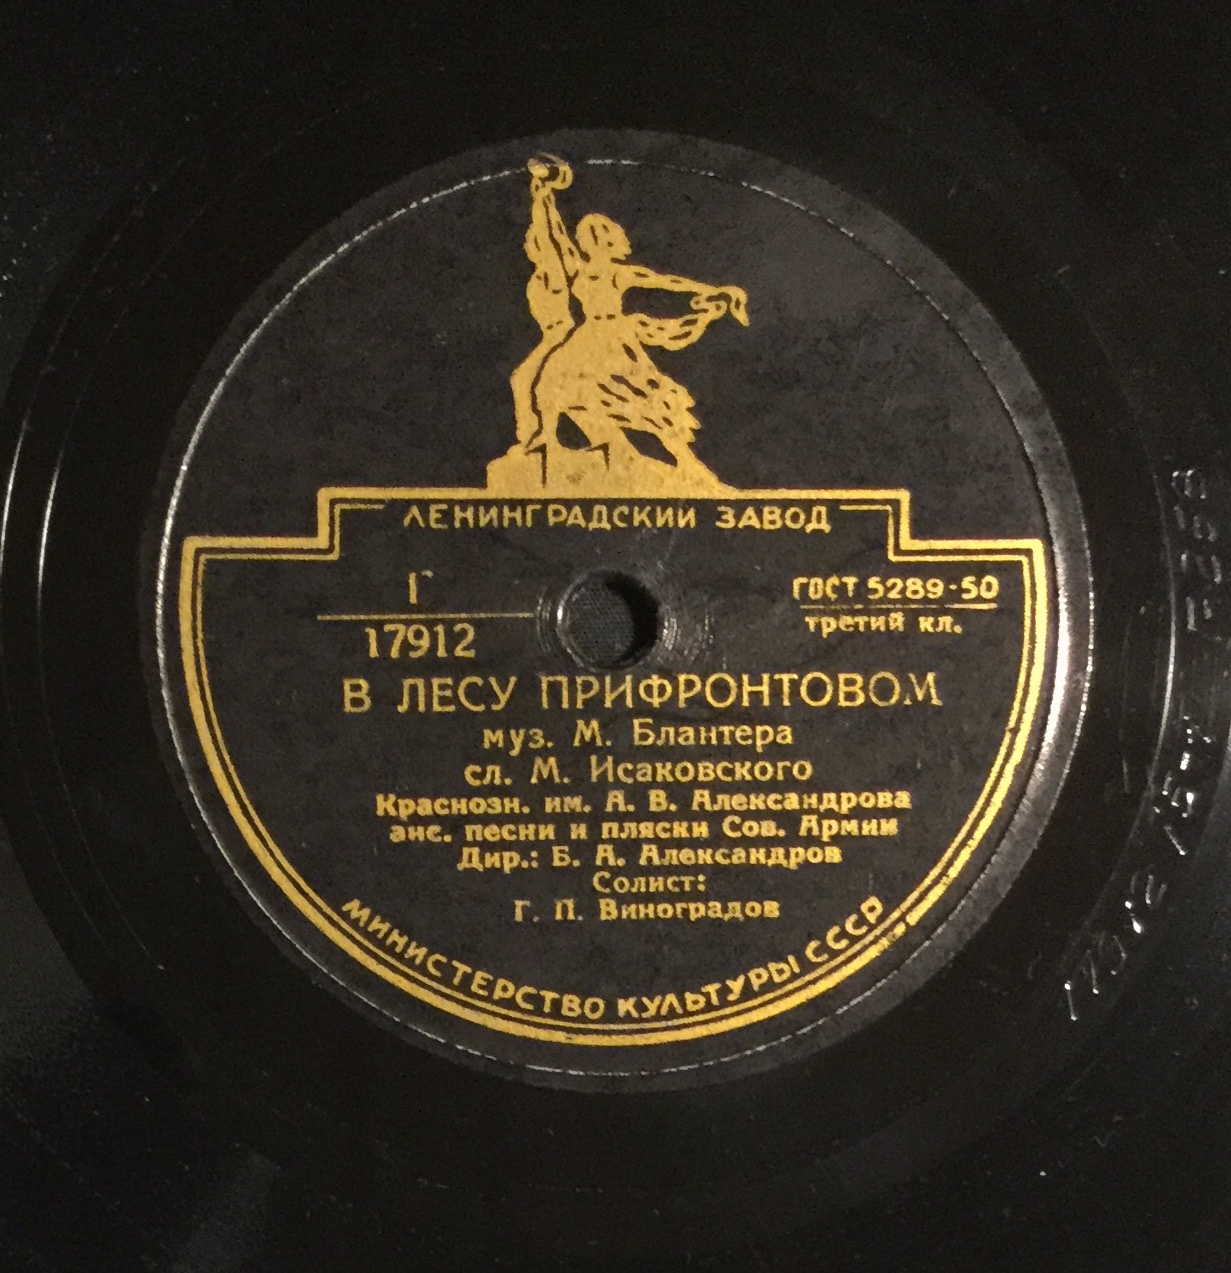 ЛЕНИНГРАДСКИЙ ЗАВОД
Г
17912
ГОСТ 5289-50
третий кл.
В ЛЕСУ ПРИФРОНТОВОМ
муз. М. Блантера
сл. М. Исаковского
Краснозн. им. А. В. Александрова
анс. песни и пляски Сов. Армии
Дир.: Б. А. Александров
Солист:
Г. П. Виноградов
МИНИСТЕРСТВО КУЛЬТУРЫ СССР